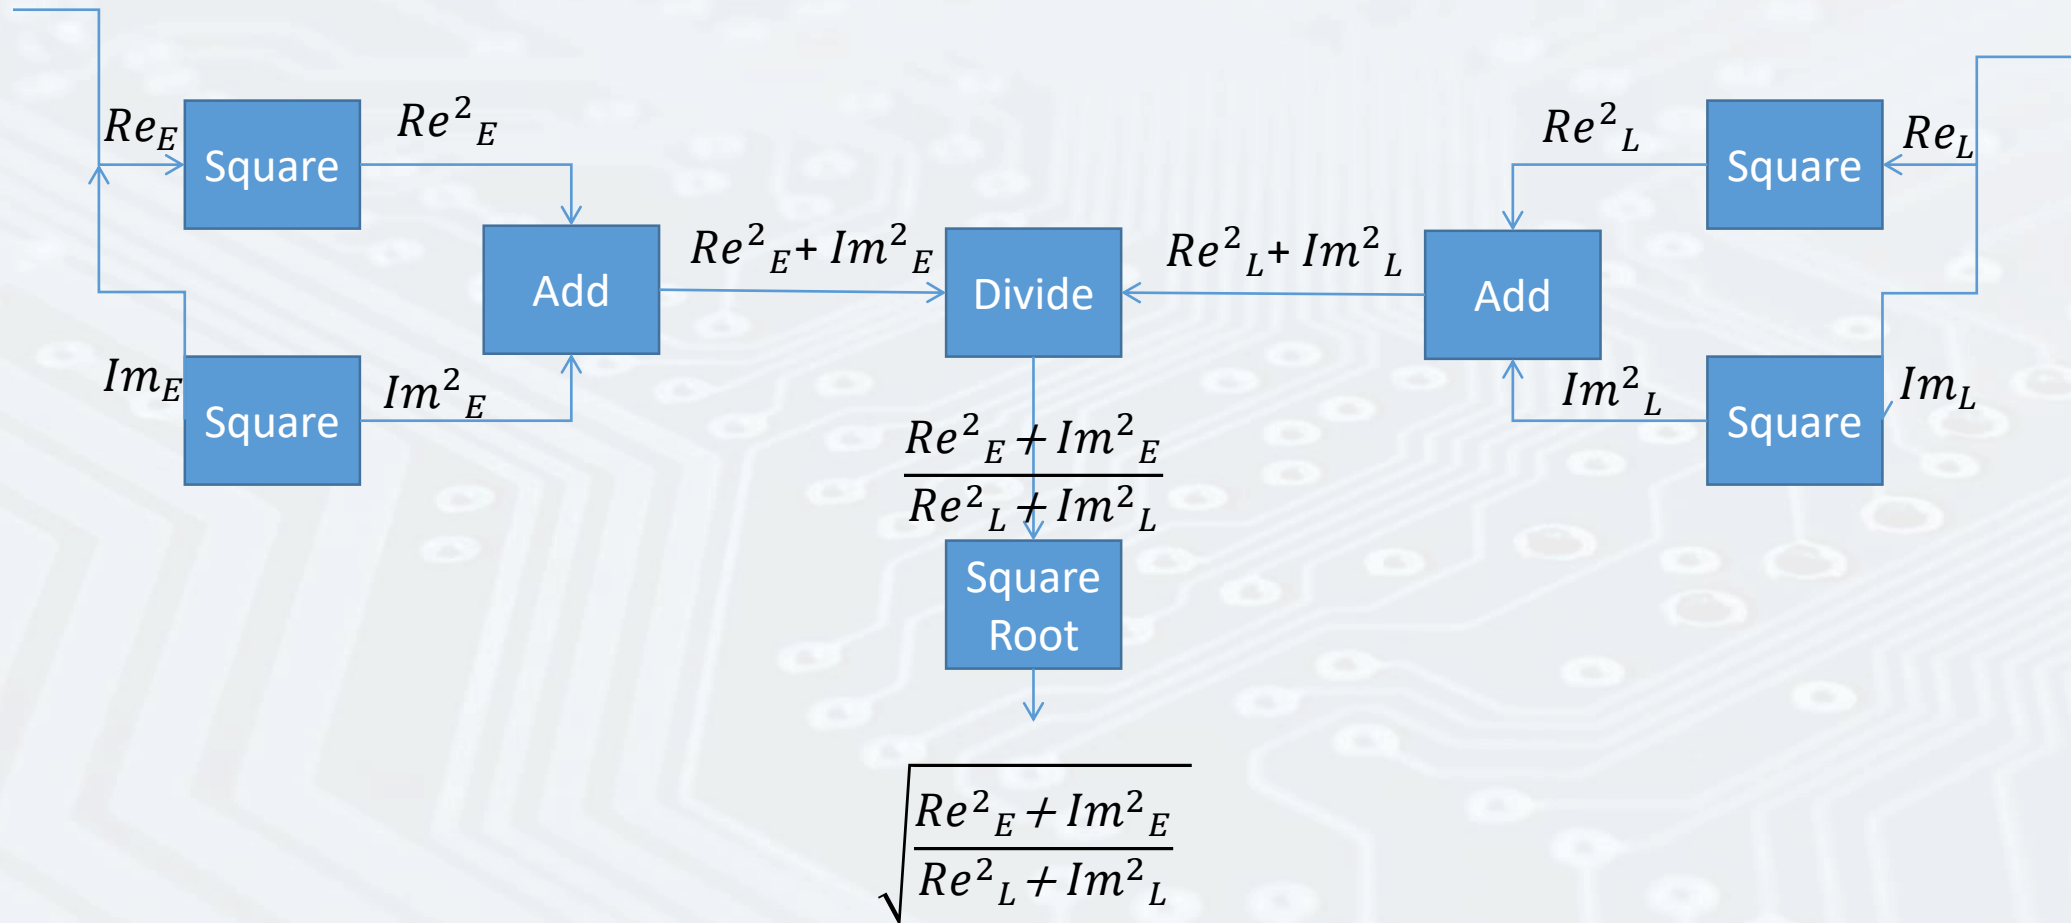 Re_E
Square
Re²_E
Re²_L
Square
Re_L
Add
Re²_E + Im²_E
Divide
Re²_L + Im²_L
Add
Im_E
Square
Im²_E
Im²_L
Square
Im_L
Re²_E + Im²_E
Re²_L + Im²_L
Square
Root
√
Re²_E + Im²_E
Re²_L + Im²_L